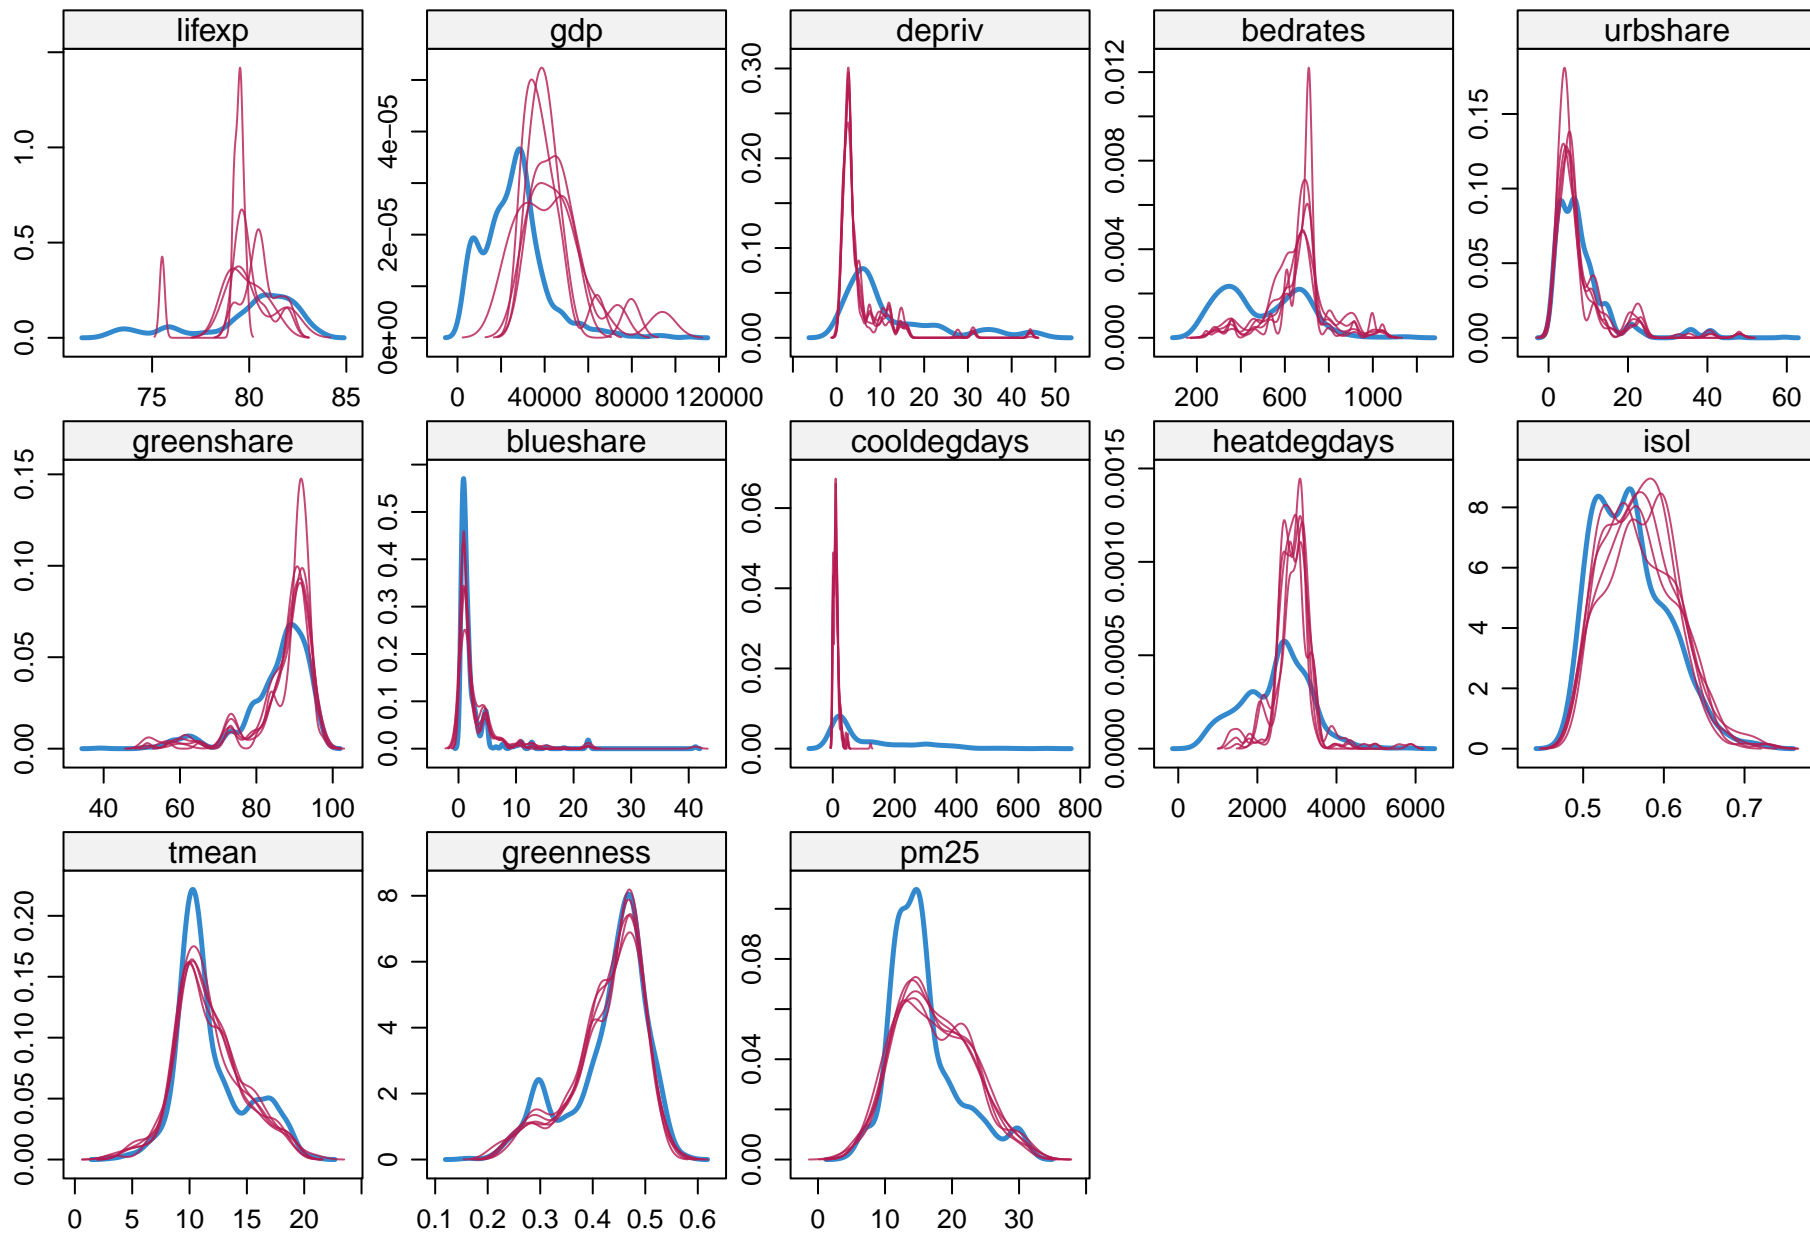 lifexp gdp depriv bedrates urbshare
0.0 0.5 1.0
75 80 85
0e+00 2e−05 4e−05
0 40000 80000 120000
0.00 0.10 0.20 0.30
0 10 20 30 40 50
0.000 0.004 0.008 0.012
200 600 1000
0.00 0.05 0.10 0.15
0 20 40 60
greenshare blueshare cooldegdays heatdegdays isol
0.00 0.05 0.10 0.15
40 60 80 100
0.0 0.1 0.2 0.3 0.4 0.5
0 10 20 30 40
0.00 0.02 0.04 0.06
0 200 400 600 800
0.0000 0.0005 0.0010 0.0015
0 2000 4000 6000
0 2 4 6 8
0.5 0.6 0.7
tmean greenness pm25
0.00 0.05 0.10 0.15 0.20
0 5 10 15 20
0 2 4 6 8
0.1 0.2 0.3 0.4 0.5 0.6
0.00 0.04 0.08
0 10 20 30